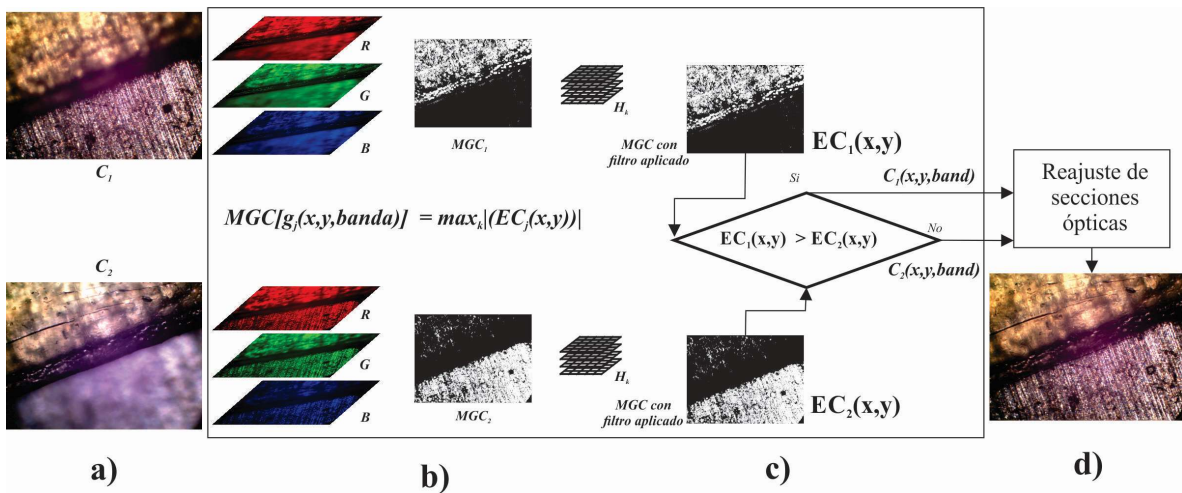 C₁
R
G
B
MGC₁
Hₖ
MGC con
filtro aplicado
EC₁(x,y)
MGC[gⱼ(x,y,banda)] = maxₖ|(ECⱼ(x,y))|
Si
C₁(x,y,band)
EC₁(x,y) > EC₂(x,y)
No
C₂(x,y,band)
Reajuste de
secciones
ópticas
C₂
R
G
B
MGC₂
Hₖ
MGC con
filtro aplicado
EC₂(x,y)
a)
b)
c)
d)